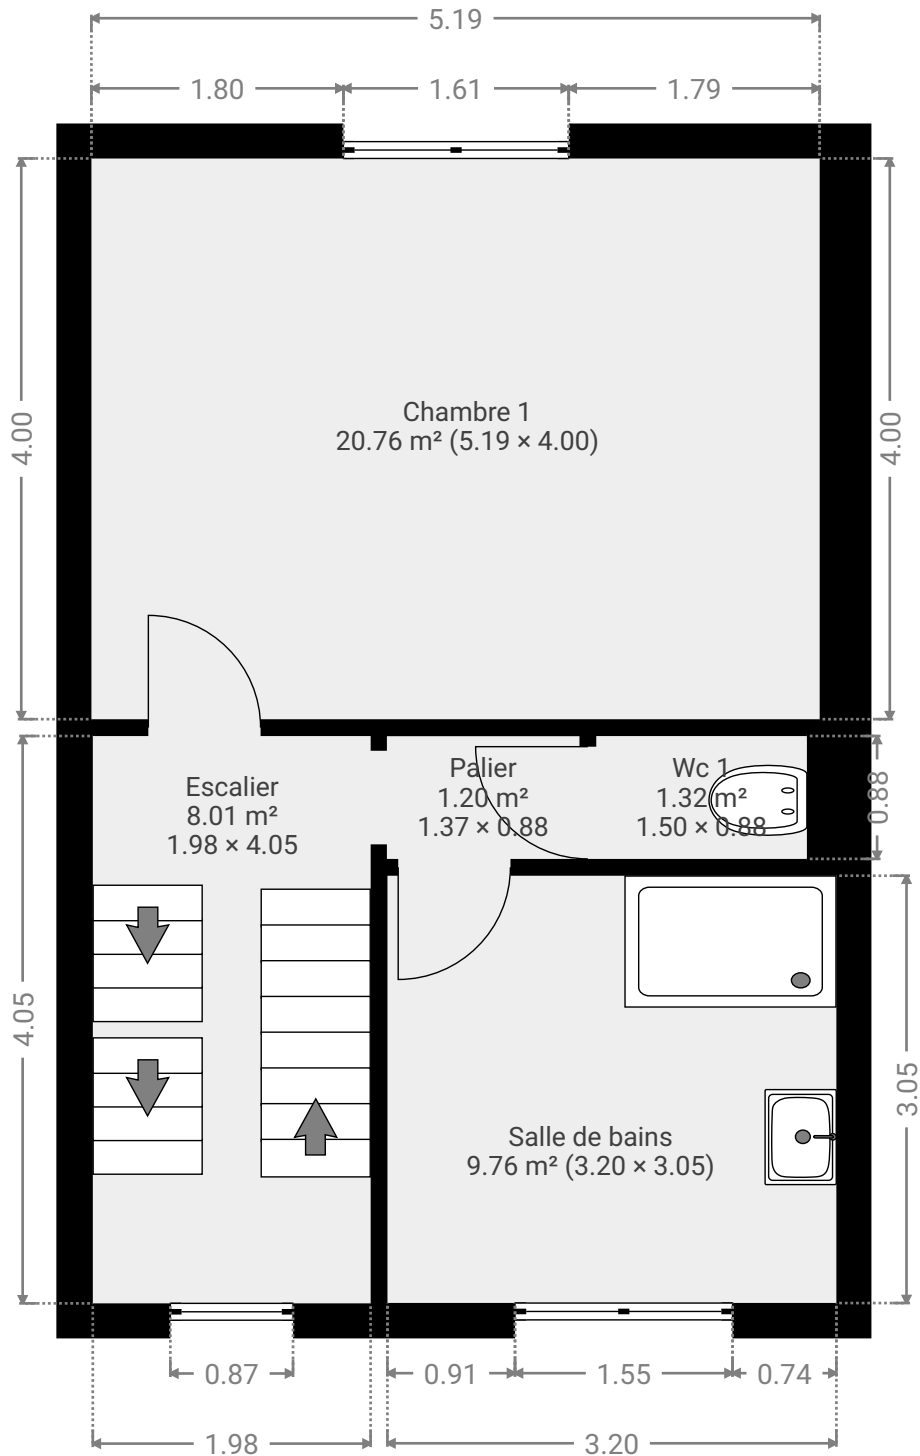 5.19
1.80
1.61
1.79
4.00
4.00
Chambre 1
20.76 m² (5.19 × 4.00)
Escalier
8.01 m²
1.98 × 4.05
Palier
1.20 m²
1.37 × 0.88
Wc 1
1.32 m²
1.50 × 0.88
0.88
4.05
3.05
Salle de bains
9.76 m² (3.20 × 3.05)
0.87
0.91
1.55
0.74
1.98
3.20